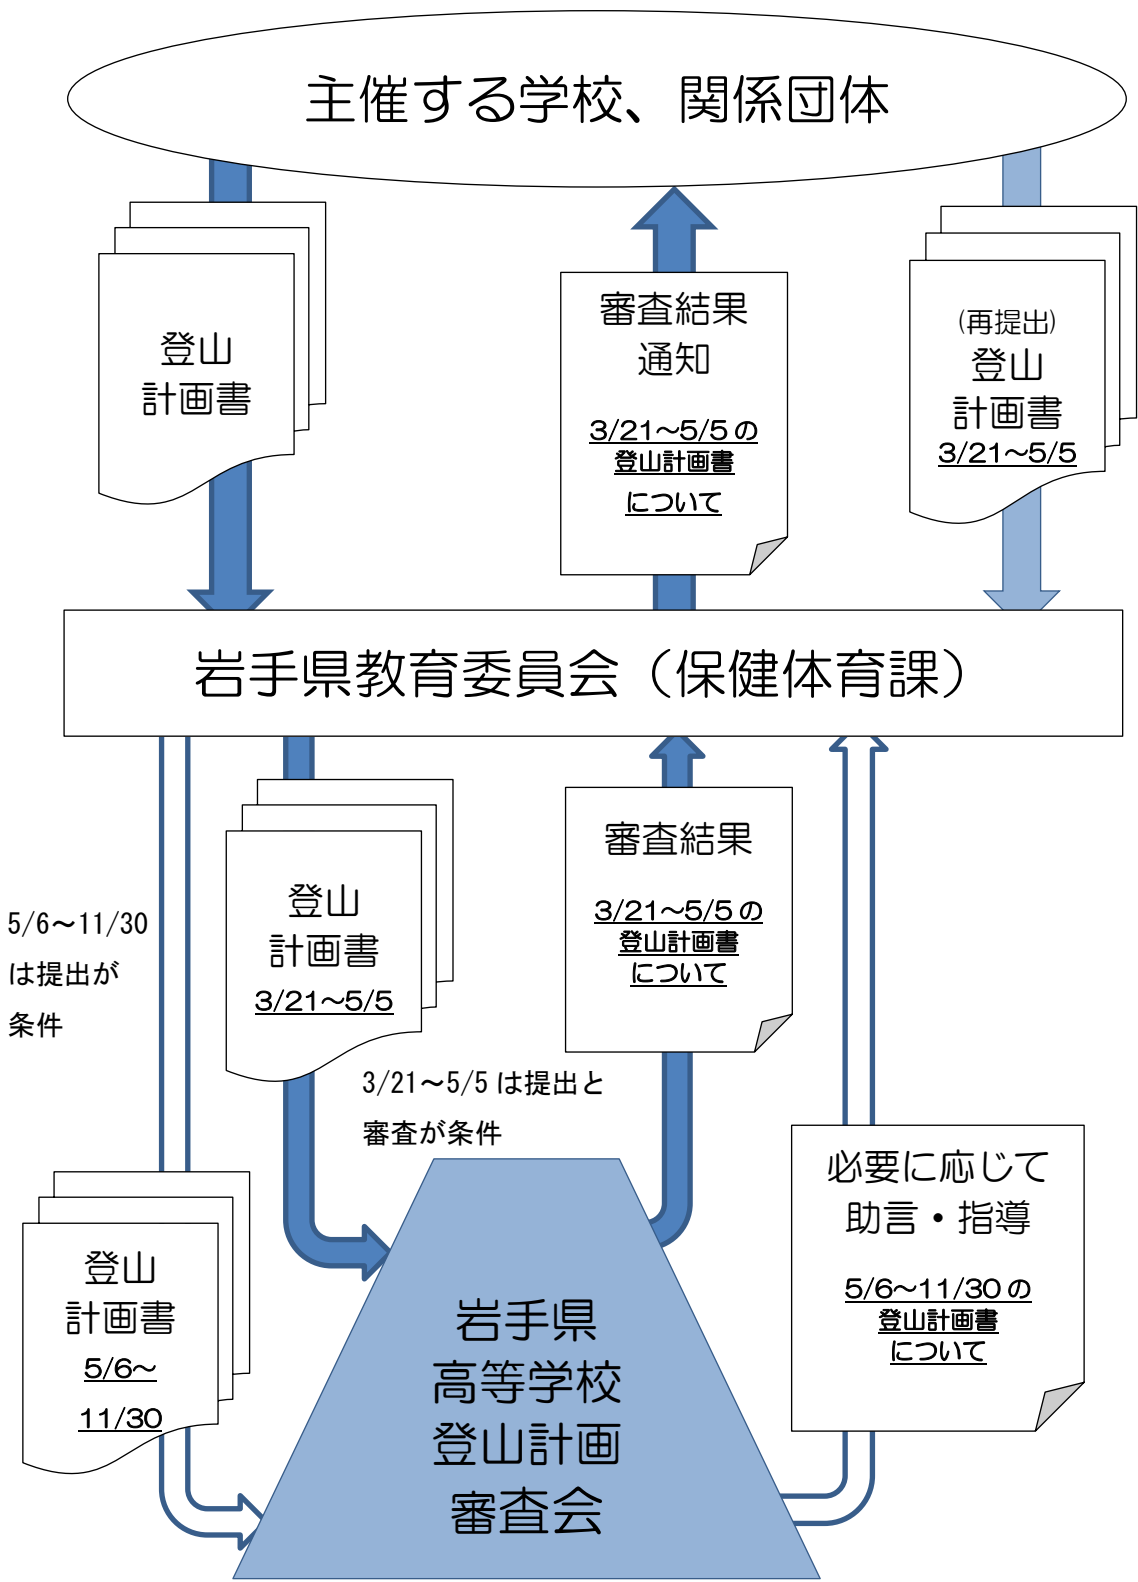 主催する学校、関係団体
登山
計画書
審査結果
通知
3/21～5/5の
登山計画書
について
(再提出)
登山
計画書
3/21～5/5
岩手県教育委員会（保健体育課）
5/6～11/30
は提出が
条件
登山
計画書
3/21～5/5
審査結果
3/21～5/5の
登山計画書
について
3/21～5/5は提出と
審査が条件
登山
計画書
5/6～
11/30
岩手県
高等学校
登山計画
審査会
必要に応じて
助言・指導
5/6～11/30の
登山計画書
について